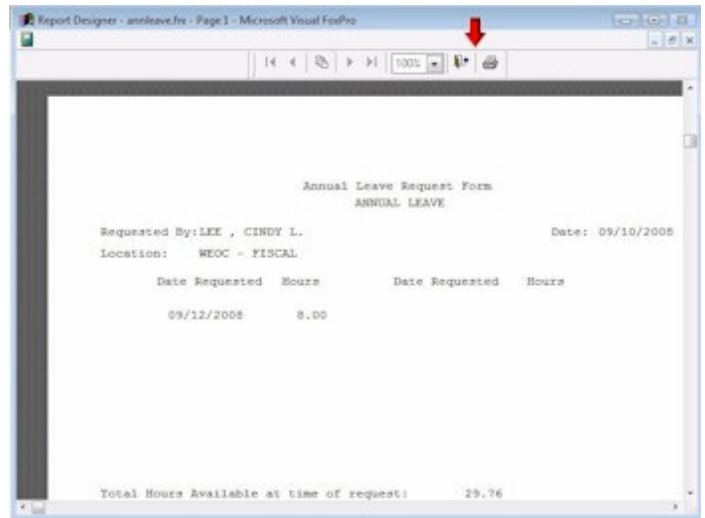 Report Designer - annleave.frx - Page 1 - Microsoft Visual FoxPro
100%
Annual Leave Request Form
ANNUAL LEAVE
Requested By:LEE , CINDY L. Date: 09/10/2008
Location: WEOC - FISCAL
Date Requested Hours Date Requested Hours
09/12/2008 8.00
Total Hours Available at time of request: 29.76